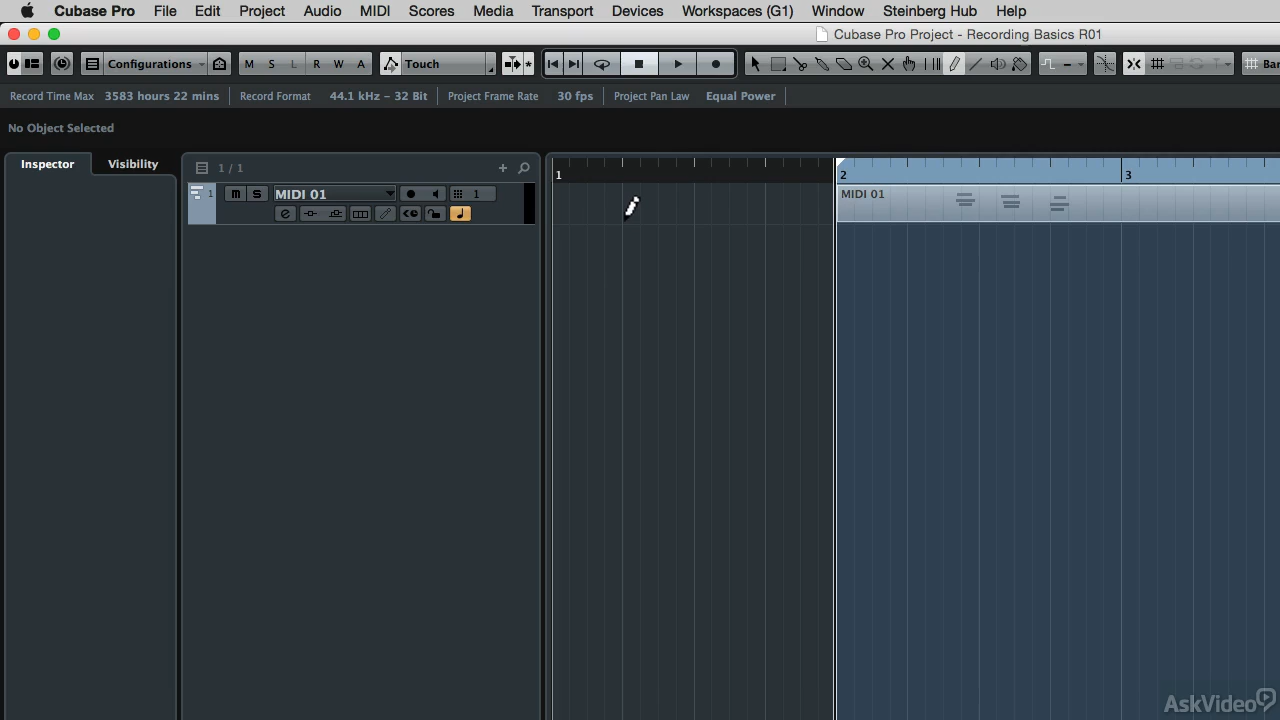 Cubase Pro File Edit Project Audio MIDI Scores Media Transport Devices Workspaces (G1) Window Steinberg Hub Help
Cubase Pro Project - Recording Basics R01
Configurations M S L R W A Touch
Record Time Max 3583 hours 22 mins Record Format 44.1 kHz - 32 Bit Project Frame Rate 30 fps Project Pan Law Equal Power
No Object Selected
Inspector Visibility 1 / 1
1 2 3
1 m S MIDI 01 1 MIDI 01
AskVideo